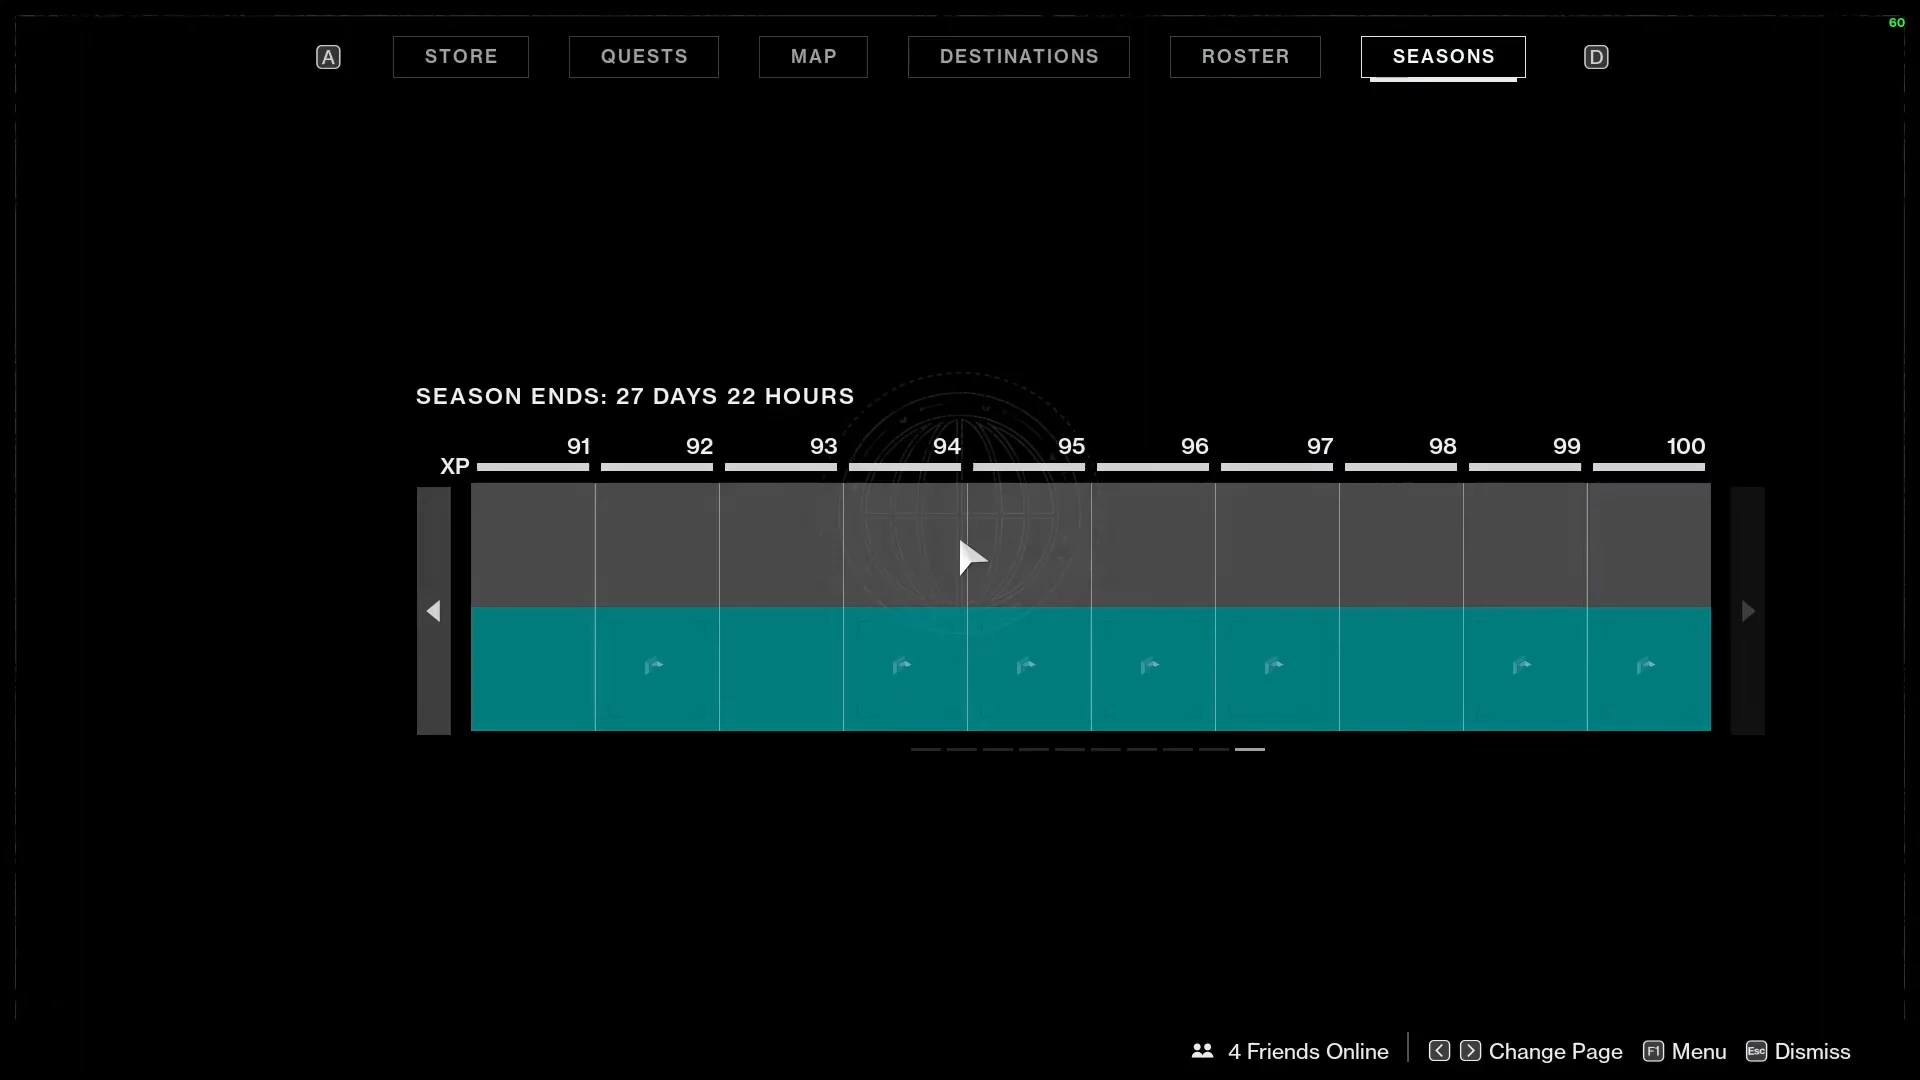 60
A STORE QUESTS MAP DESTINATIONS ROSTER SEASONS D
SEASON ENDS: 27 DAYS 22 HOURS
XP 91 92 93 94 95 96 97 98 99 100
4 Friends Online < > Change Page F1 Menu Esc Dismiss